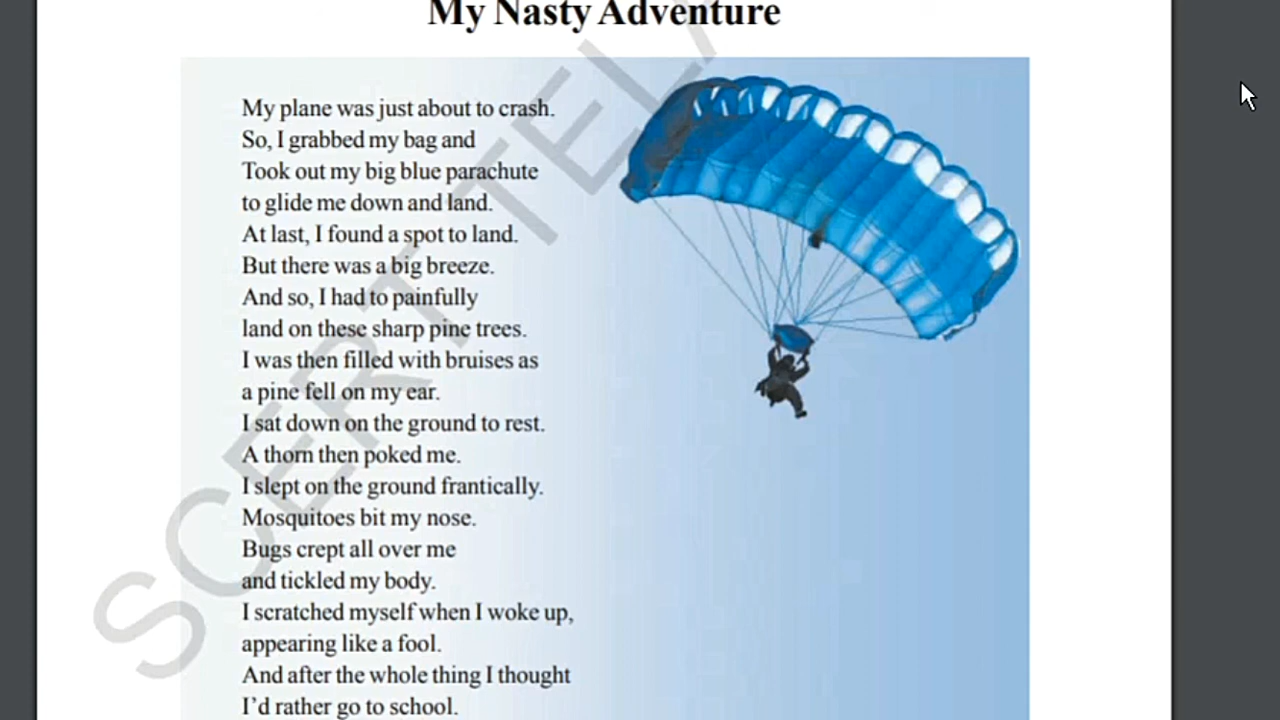 My Nasty Adventure
My plane was just about to crash.
So, I grabbed my bag and
Took out my big blue parachute
to glide me down and land.
At last, I found a spot to land.
But there was a big breeze.
And so, I had to painfully
land on these sharp pine trees.
I was then filled with bruises as
a pine fell on my ear.
I sat down on the ground to rest.
A thorn then poked me.
I slept on the ground frantically.
Mosquitoes bit my nose.
Bugs crept all over me
and tickled my body.
I scratched myself when I woke up,
appearing like a fool.
And after the whole thing I thought
I'd rather go to school.
SCERT TELA